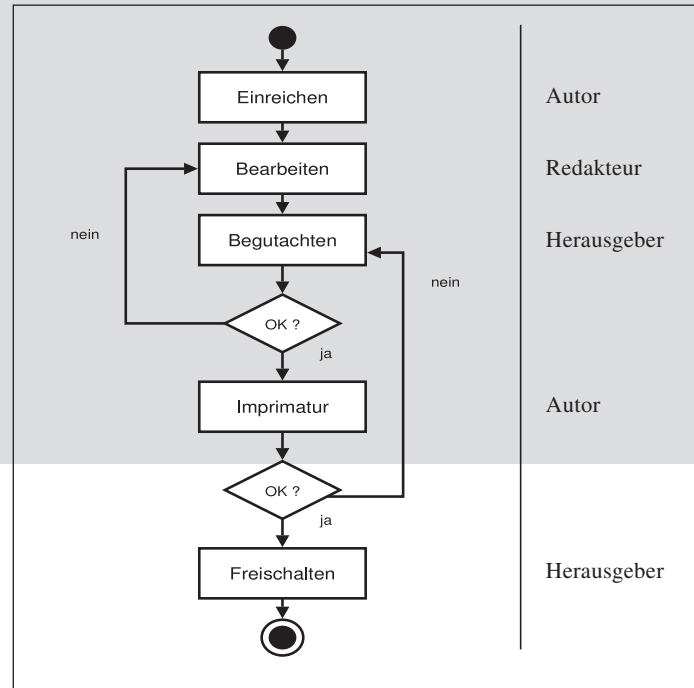 Einreichen Autor
Bearbeiten Redakteur
Begutachten Herausgeber
nein
nein
OK ?
ja
Imprimatur Autor
OK ?
ja
Freischalten Herausgeber